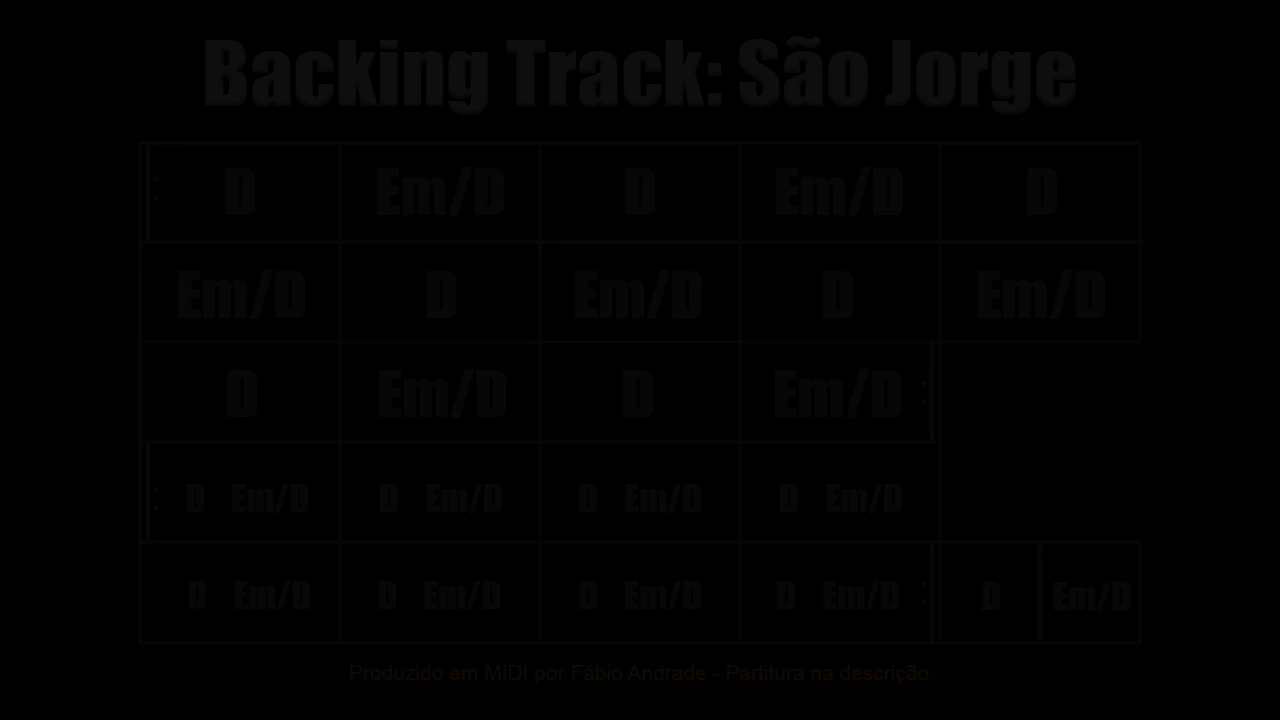 Backing Track: São Jorge
: D Em/D D Em/D D
Em/D D Em/D D Em/D
D Em/D D Em/D :
: D Em/D D Em/D D Em/D D Em/D
D Em/D D Em/D D Em/D D Em/D : D Em/D
Produzido em MIDI por Fábio Andrade - Partitura na descrição